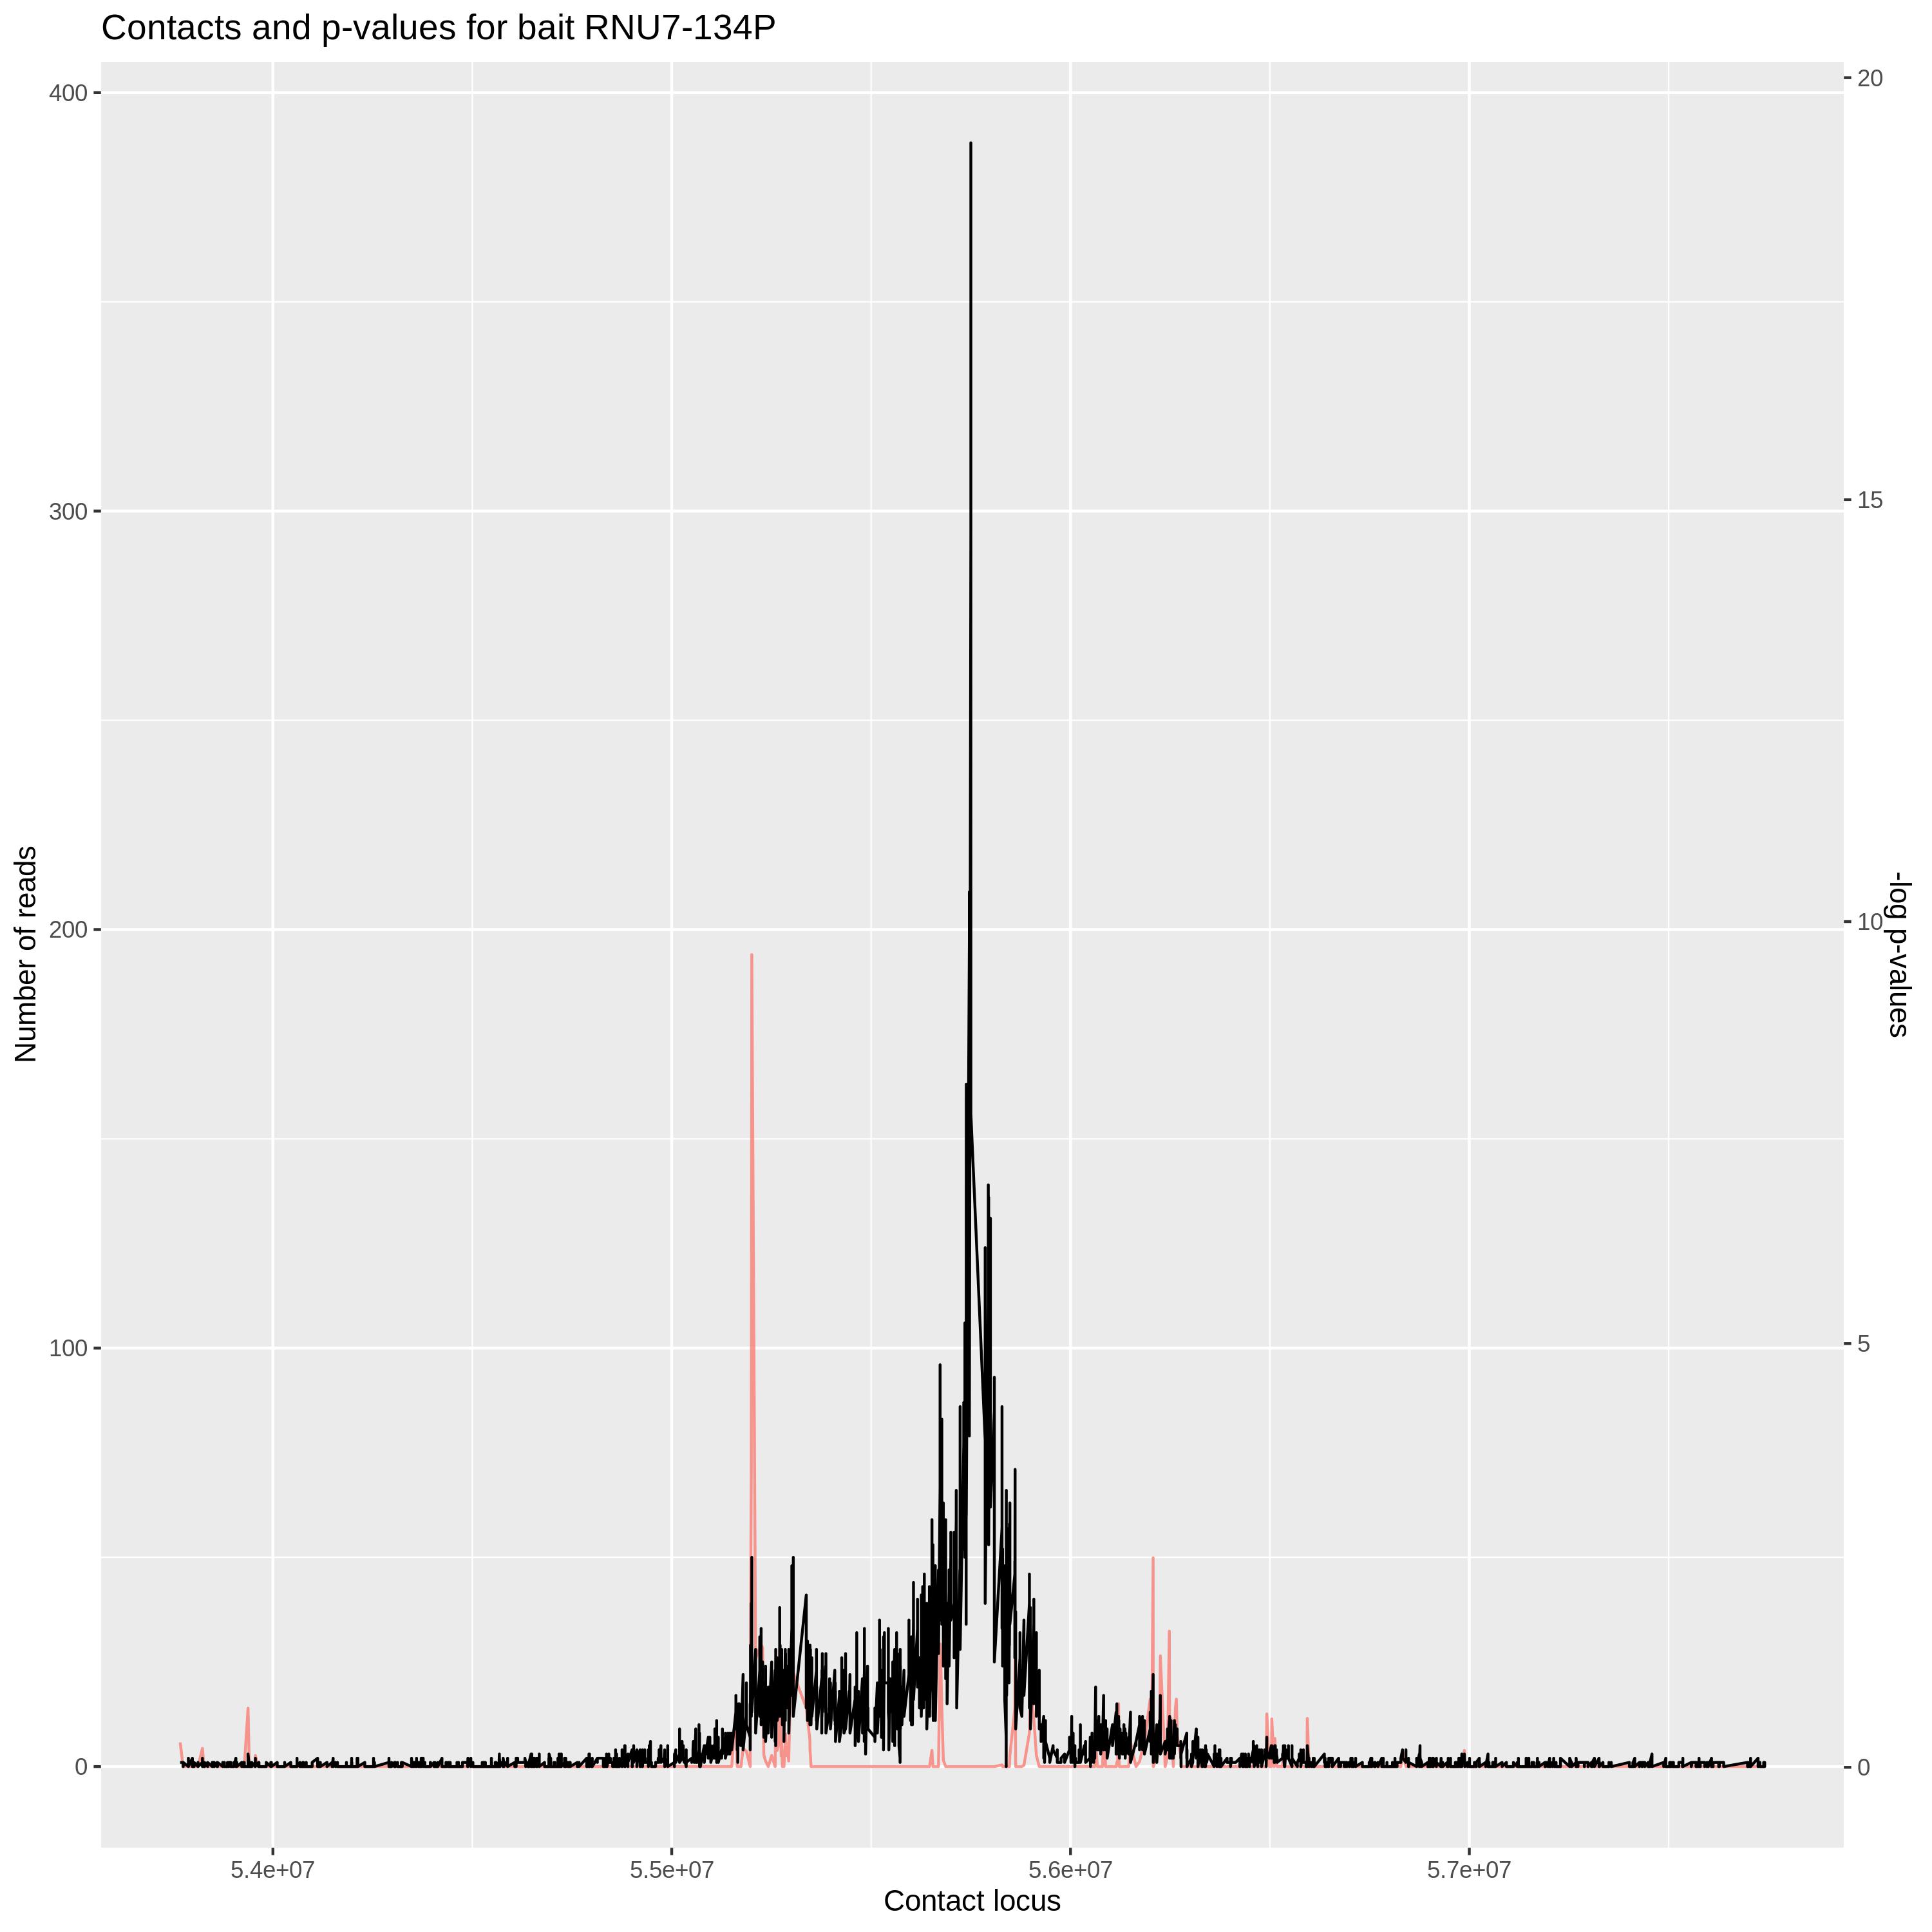 Contacts and p-values for bait RNU7-134P
400
300
200
100
0
20
15
10
5
0
Number of reads
-log p-values
5.4e+07
5.5e+07
5.6e+07
5.7e+07
Contact locus